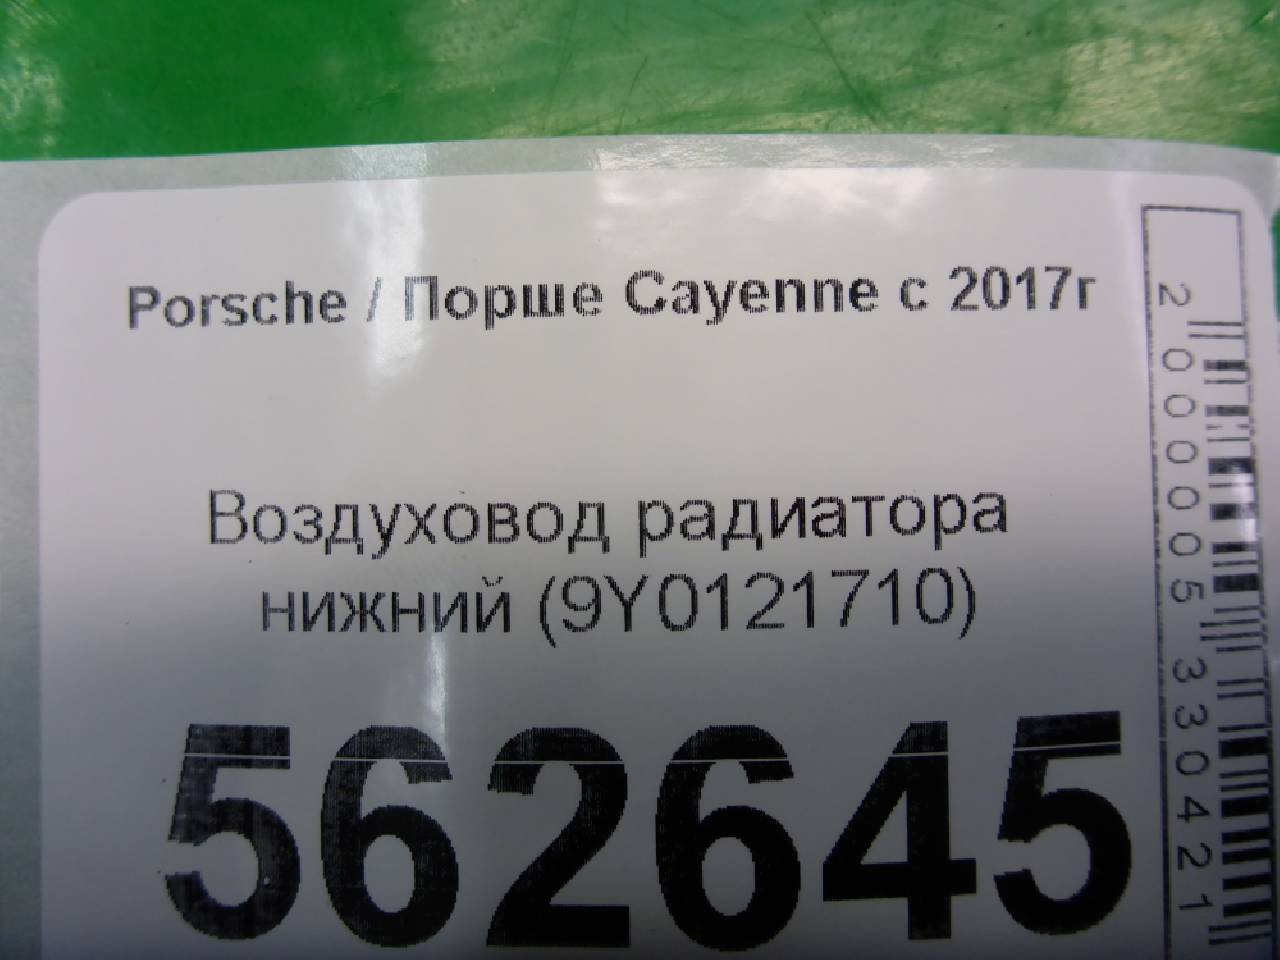 Porsche / Порше Cayenne с 2017г
Воздуховод радиатора
нижний (9Y0121710)
562645
2000005330421